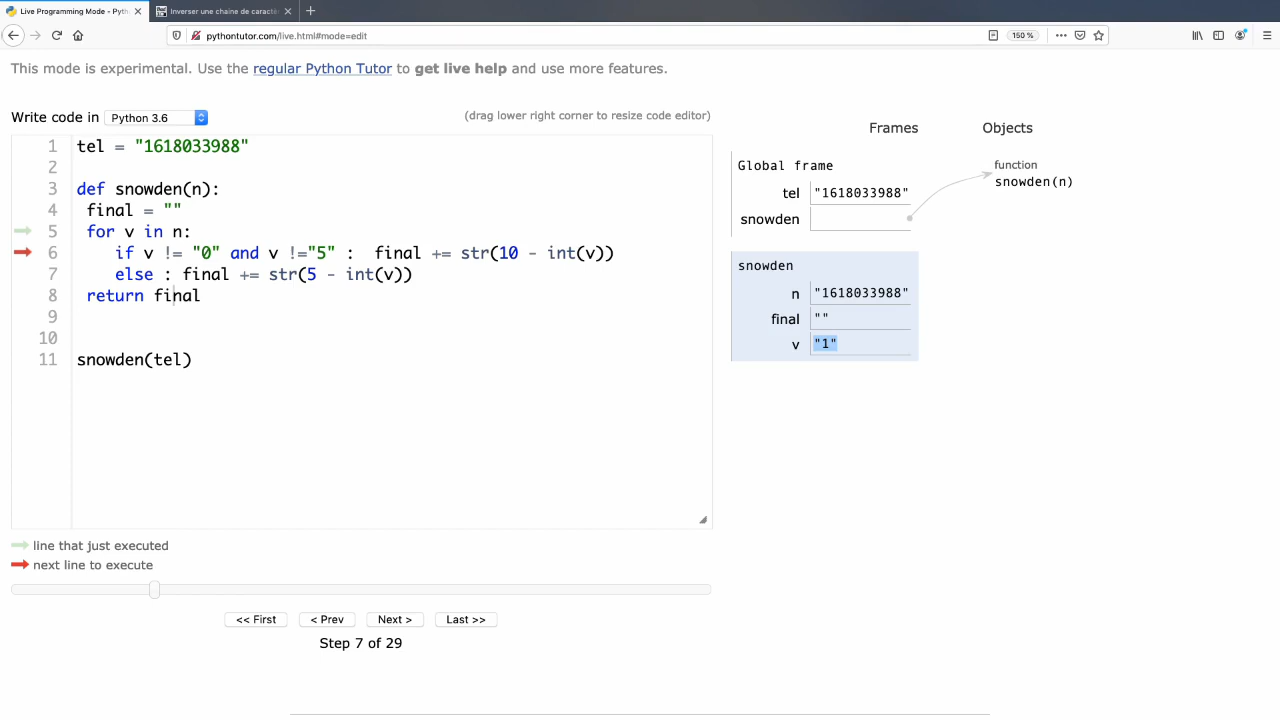 Live Programming Mode - Pyth
Inverser une chaine de caractè
pythontutor.com/live.html#mode=edit
150 %
This mode is experimental. Use the regular Python Tutor to get live help and use more features.
Write code in Python 3.6
(drag lower right corner to resize code editor)
1 tel = "1618033988"
2
3 def snowden(n):
4 final = ""
5 for v in n:
6 if v != "0" and v !="5" : final += str(10 - int(v))
7 else : final += str(5 - int(v))
8 return final
9
10
11 snowden(tel)
line that just executed
next line to execute
<< First < Prev Next > Last >>
Step 7 of 29
Frames Objects
Global frame
tel "1618033988"
snowden
function
snowden(n)
snowden
n "1618033988"
final ""
v "1"